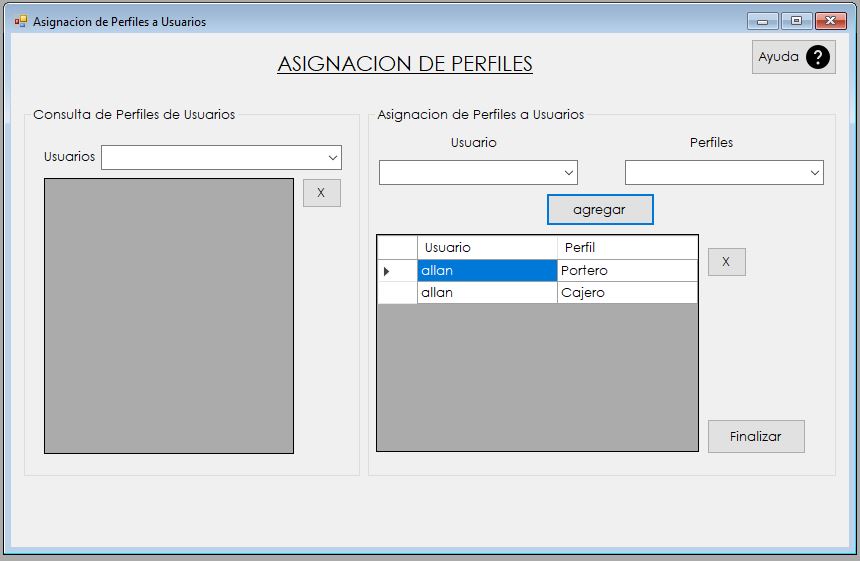 Asignacion de Perfiles a Usuarios
ASIGNACION DE PERFILES
Ayuda ?
Consulta de Perfiles de Usuarios
Usuarios
X
Asignacion de Perfiles a Usuarios
Usuario Perfiles
agregar
Usuario Perfil
allan Portero
allan Cajero
X
Finalizar